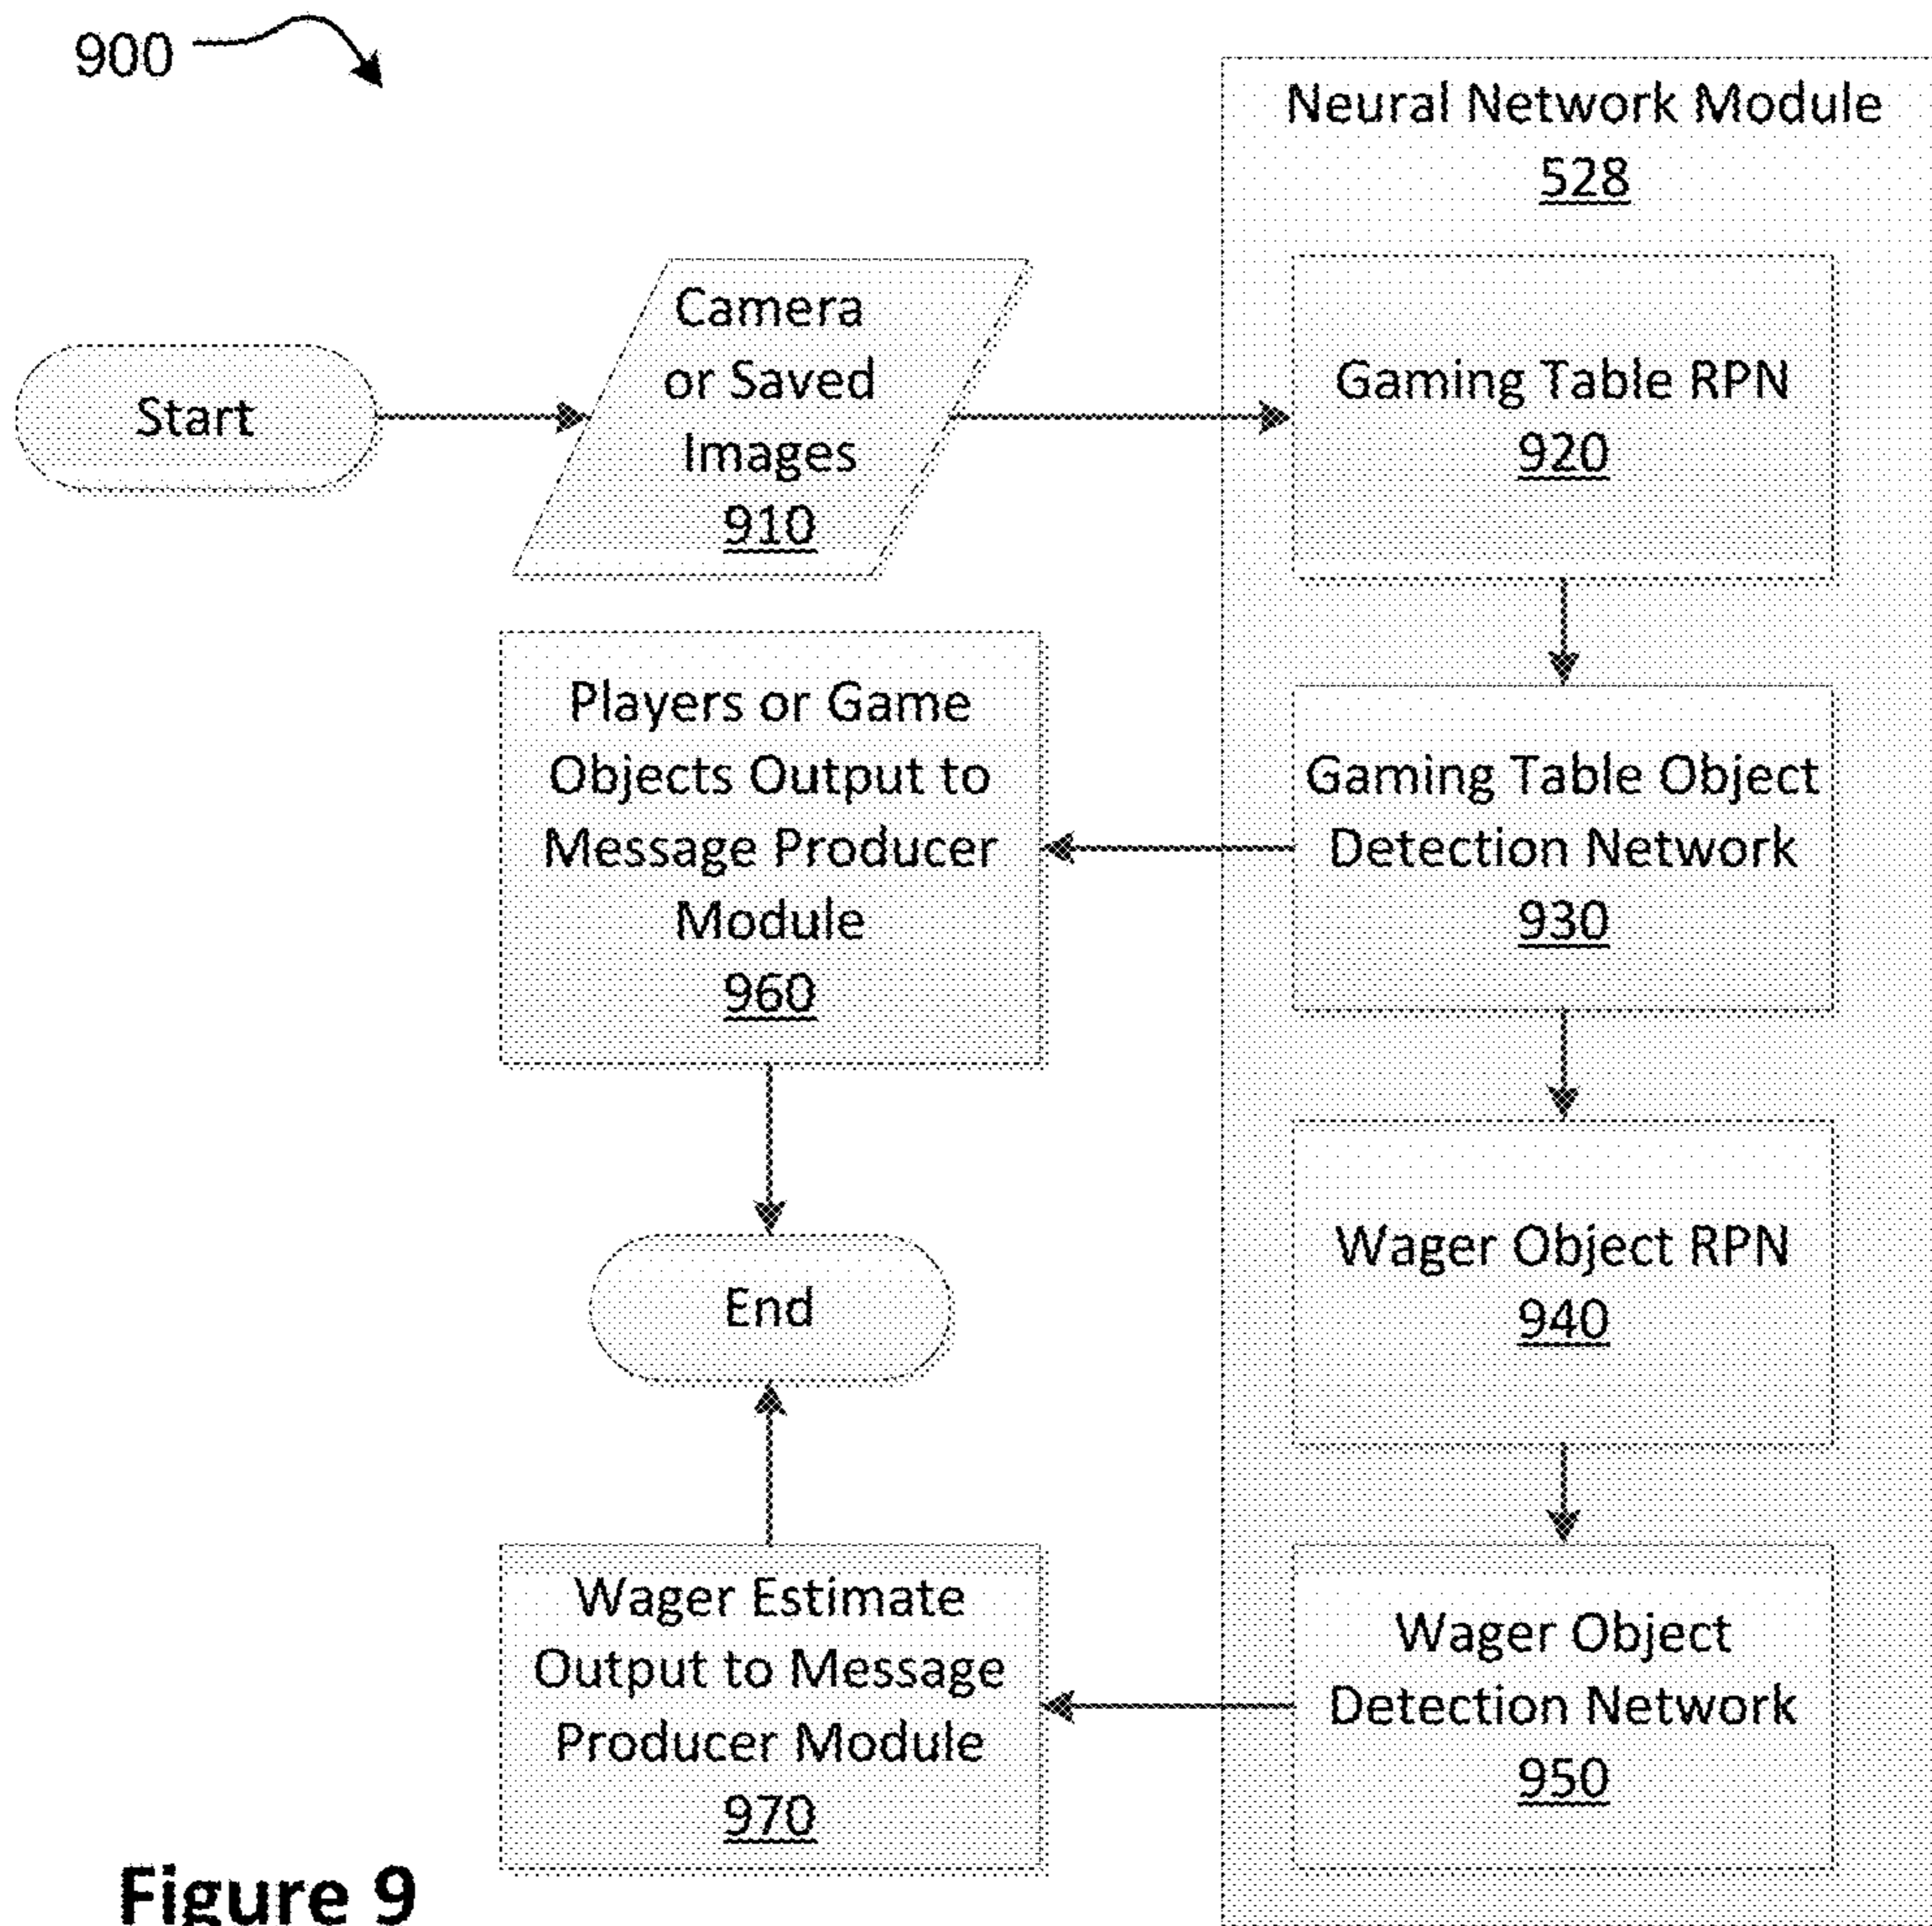 900
Neural Network Module
528
Start
Camera
or Saved
Images
910
Gaming Table RPN
920
Players or Game
Objects Output to
Message Producer
Module
960
Gaming Table Object
Detection Network
930
End
Wager Object RPN
940
Wager Estimate
Output to Message
Producer Module
970
Wager Object
Detection Network
950
Figure 9